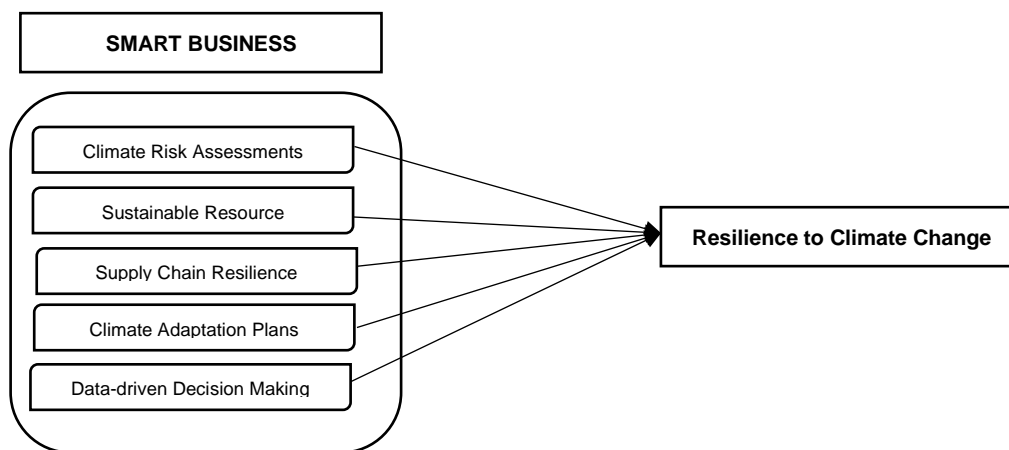 SMART BUSINESS
Climate Risk Assessments
Sustainable Resource
Supply Chain Resilience
Climate Adaptation Plans
Data-driven Decision Making
Resilience to Climate Change